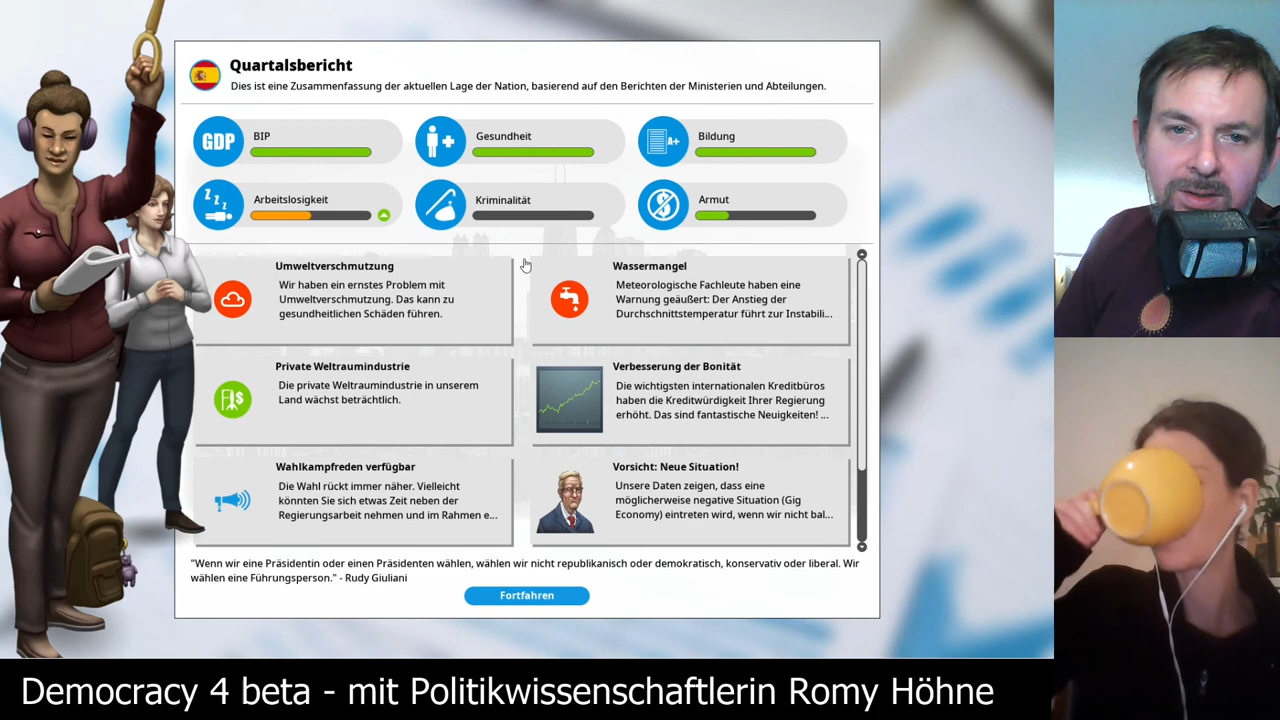 Quartalsbericht
Dies ist eine Zusammenfassung der aktuellen Lage der Nation, basierend auf den Berichten der Ministerien und Abteilungen.
GDP
BIP
Gesundheit
A+
Bildung
Z Z Z
Arbeitslosigkeit
Kriminalität
$
Armut
Umweltverschmutzung
Wir haben ein ernstes Problem mit
Umweltverschmutzung. Das kann zu
gesundheitlichen Schäden führen.
Wassermangel
Meteorologische Fachleute haben eine
Warnung geäußert: Der Anstieg der
Durchschnittstemperatur führt zur Instabili...
$
Private Weltraumindustrie
Die private Weltraumindustrie in unserem
Land wächst beträchtlich.
Verbesserung der Bonität
Die wichtigsten internationalen Kreditbüros
haben die Kreditwürdigkeit Ihrer Regierung
erhöht. Das sind fantastische Neuigkeiten! ...
Wahlkampfreden verfügbar
Die Wahl rückt immer näher. Vielleicht
könnten Sie sich etwas Zeit neben der
Regierungsarbeit nehmen und im Rahmen e...
Vorsicht: Neue Situation!
Unsere Daten zeigen, dass eine
möglicherweise negative Situation (Gig
Economy) eintreten wird, wenn wir nicht bal...
"Wenn wir eine Präsidentin oder einen Präsidenten wählen, wählen wir nicht republikanisch oder demokratisch, konservativ oder liberal. Wir
wählen eine Führungsperson." - Rudy Giuliani
Fortfahren
Democracy 4 beta - mit Politikwissenschaftlerin Romy Höhne